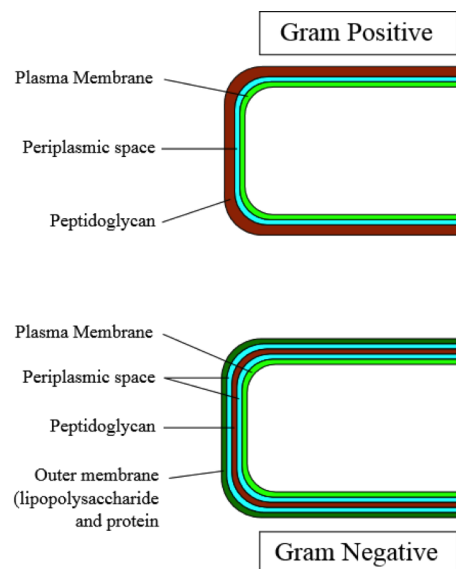 Gram Positive
Plasma Membrane
Periplasmic space
Peptidoglycan
Plasma Membrane
Periplasmic space
Peptidoglycan
Outer membrane
(lipopolysaccharide
and protein
Gram Negative